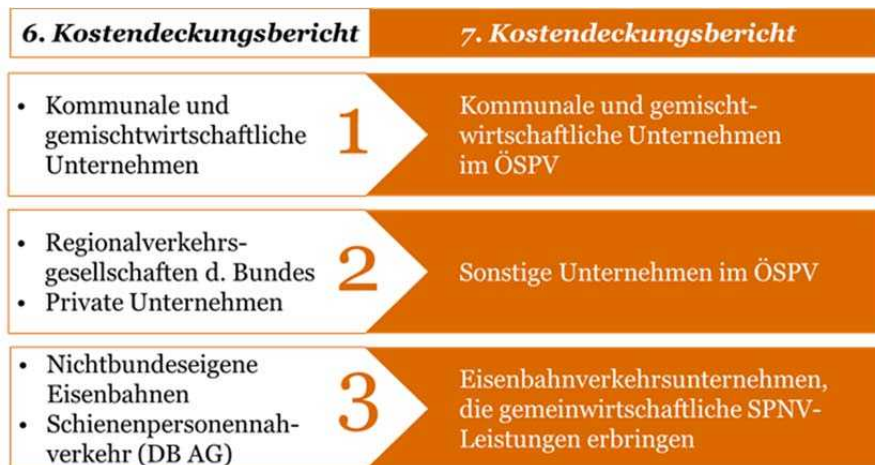 6. Kostendeckungsbericht
7. Kostendeckungsbericht
• Kommunale und
gemischtwirtschaftliche
Unternehmen
1
Kommunale und gemischt-
wirtschaftliche Unternehmen
im ÖSPV
• Regionalverkehrs-
gesellschaften d. Bundes
• Private Unternehmen
2
Sonstige Unternehmen im ÖSPV
• Nichtbundeseigene
Eisenbahnen
• Schienenpersonennah-
verkehr (DB AG)
3
Eisenbahnverkehrsunternehmen,
die gemeinwirtschaftliche SPNV-
Leistungen erbringen